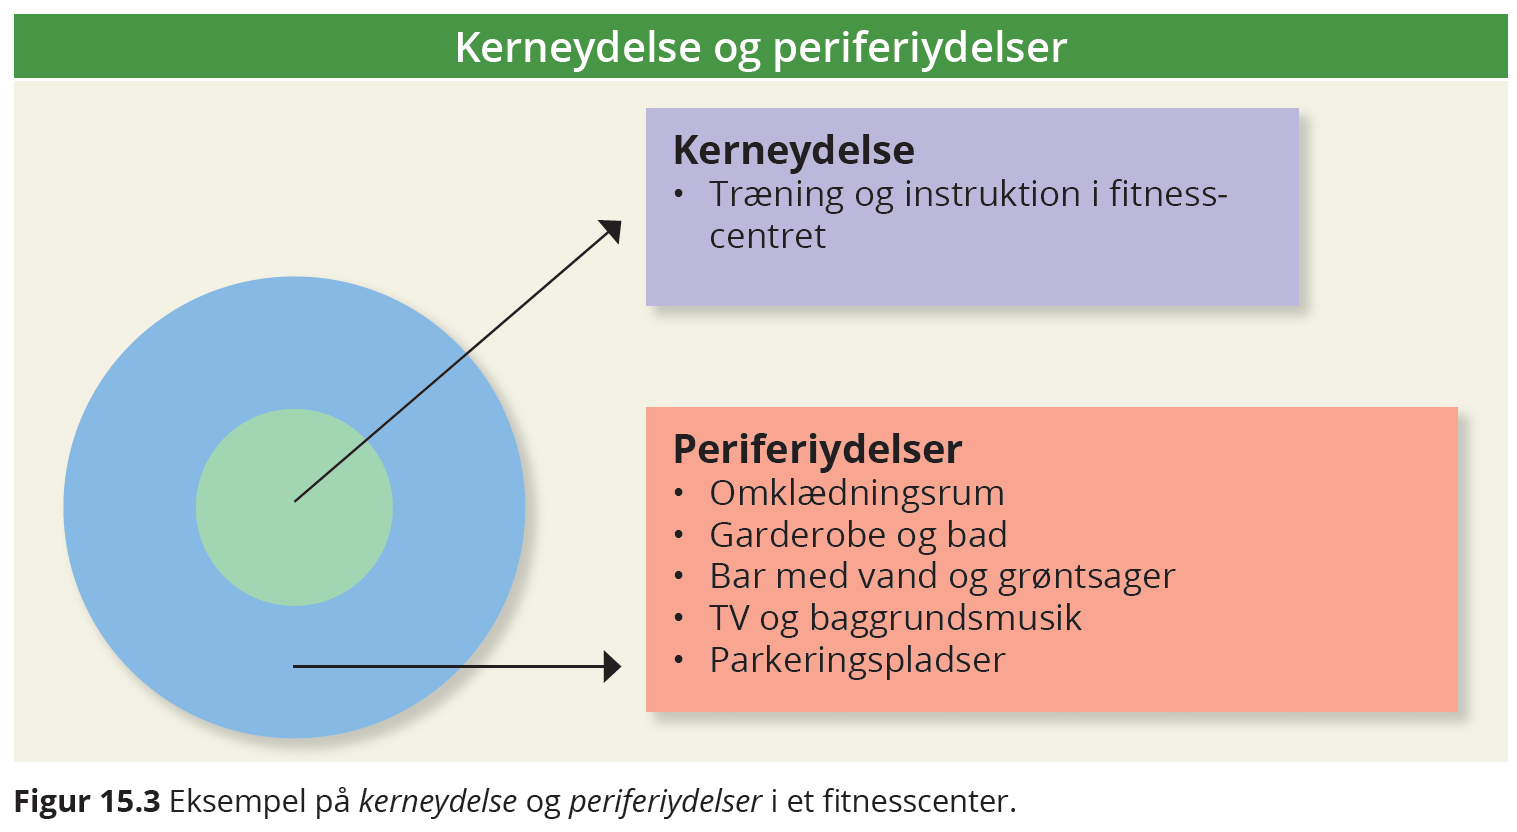 Kerneydelse og periferiydelser
Kerneydelse
• Træning og instruktion i fitness-
centret
Periferiydelser
• Omklædningsrum
• Garderobe og bad
• Bar med vand og grøntsager
• TV og baggrundsmusik
• Parkeringspladser
Figur 15.3 Eksempel på kerneydelse og periferiydelser i et fitnesscenter.